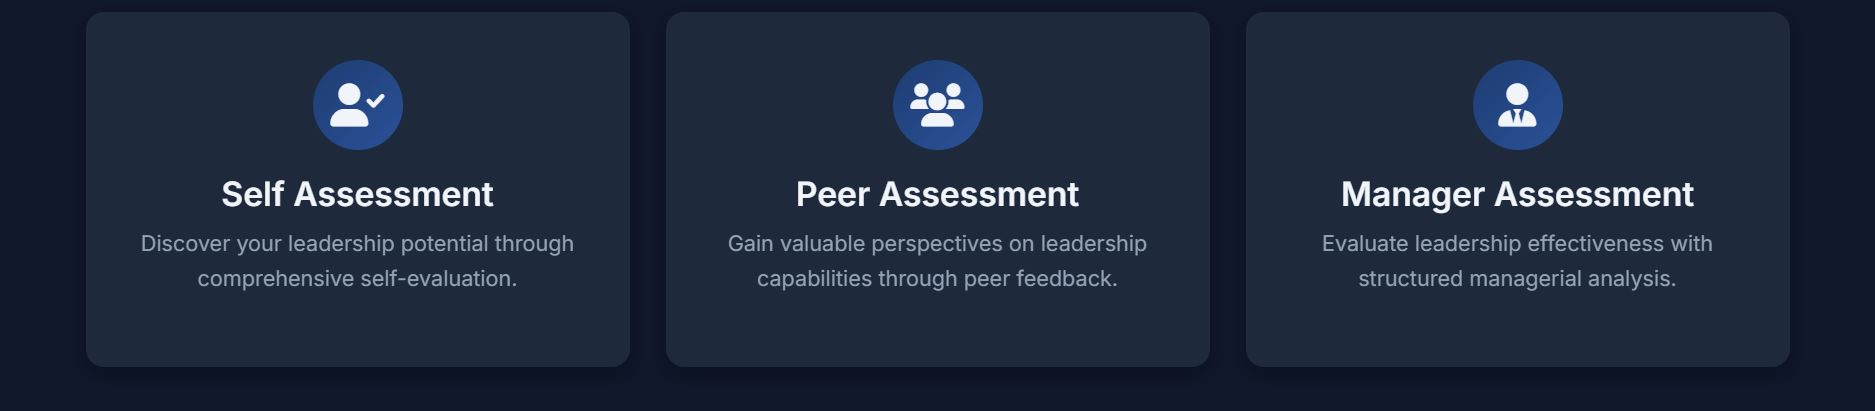 Self Assessment
Discover your leadership potential through
comprehensive self-evaluation.
Peer Assessment
Gain valuable perspectives on leadership
capabilities through peer feedback.
Manager Assessment
Evaluate leadership effectiveness with
structured managerial analysis.